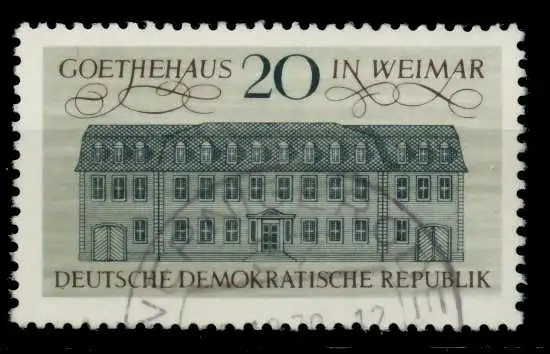 GOETHEHAUS 20 IN WEIMAR
DEUTSCHE DEMOKRATISCHE REPUBLIK